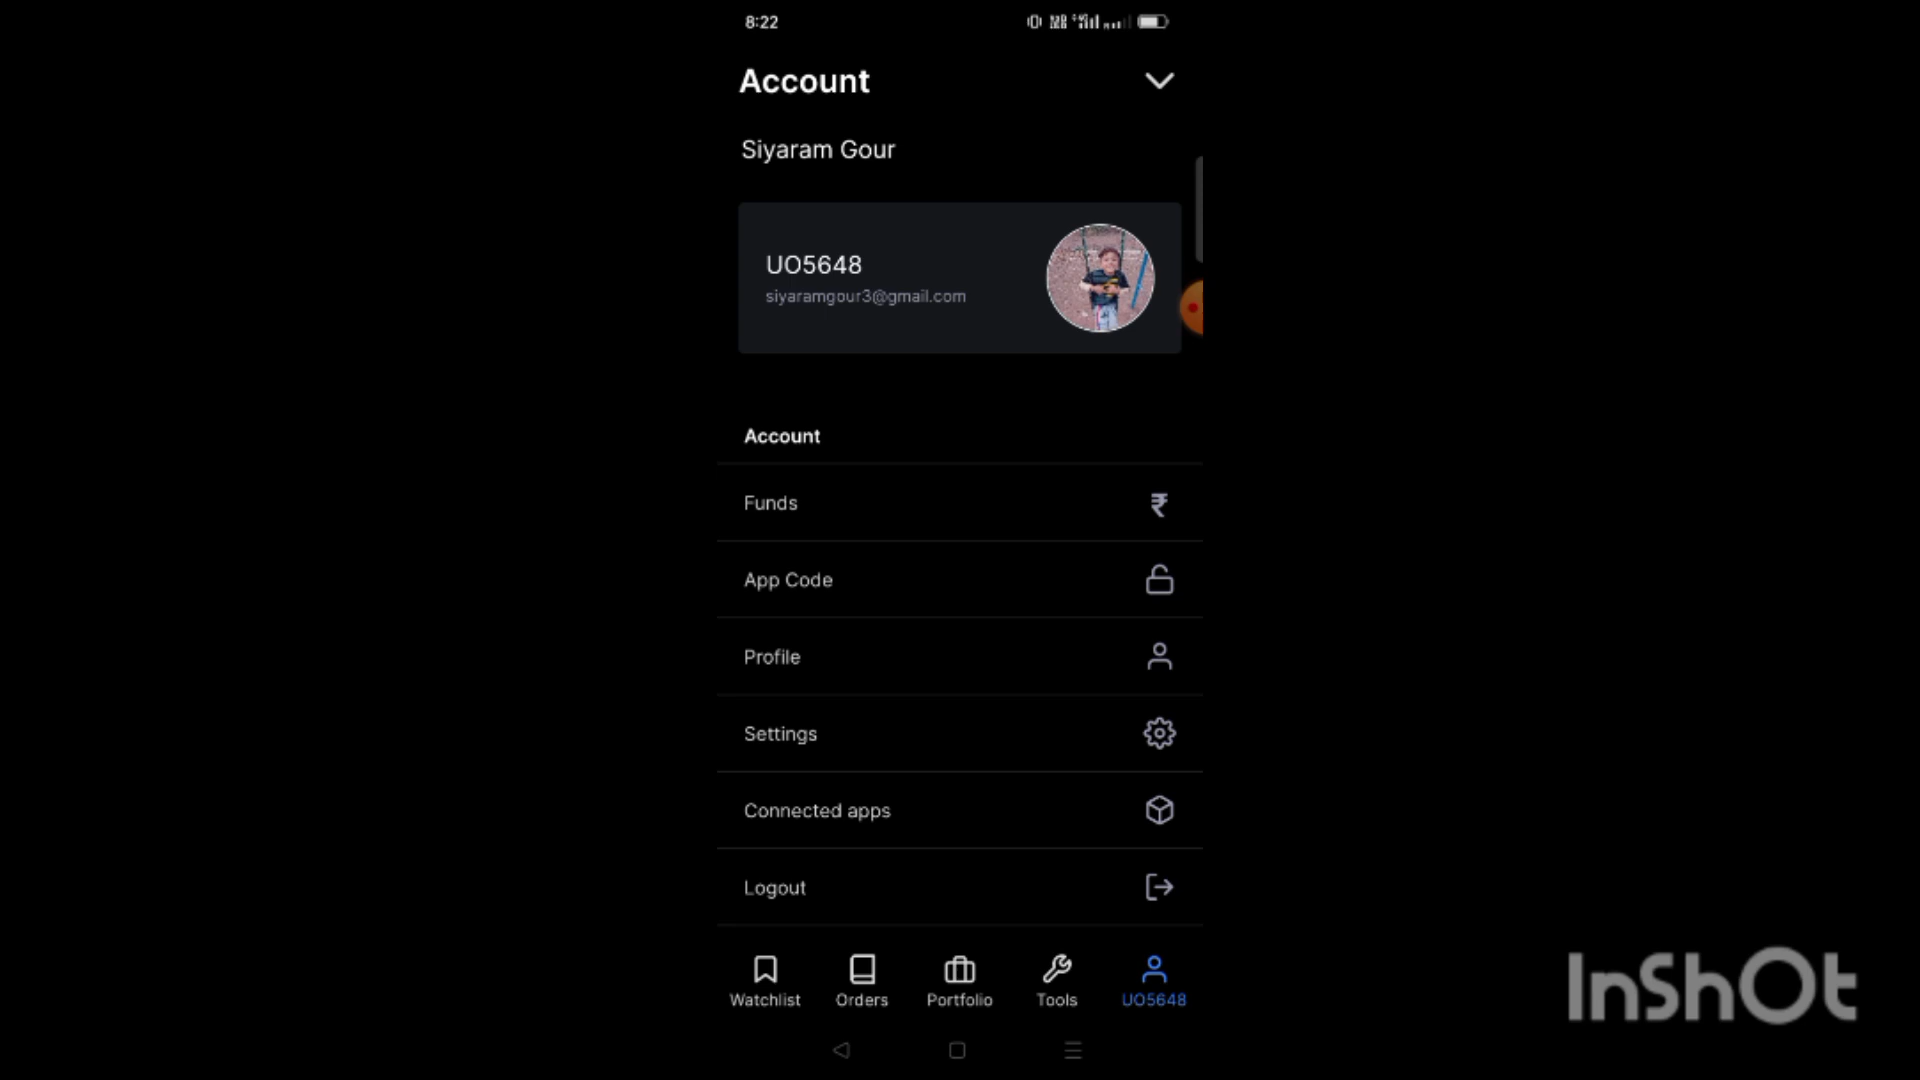 8:22
Account
Siyaram Gour
UO5648
siyaramgour3@gmail.com
Account
Funds
₹
App Code
Profile
Settings
Connected apps
Logout
Watchlist
Orders
Portfolio
Tools
UO5648
InShOt